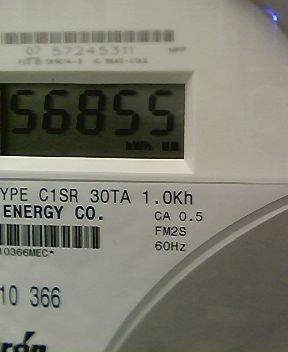 07 57245311
56855
kWh
YPE C1SR 30TA 1.0Kh
ENERGY CO.
CA 0.5
FM2S
60Hz
10366MEC*
10 366
rón